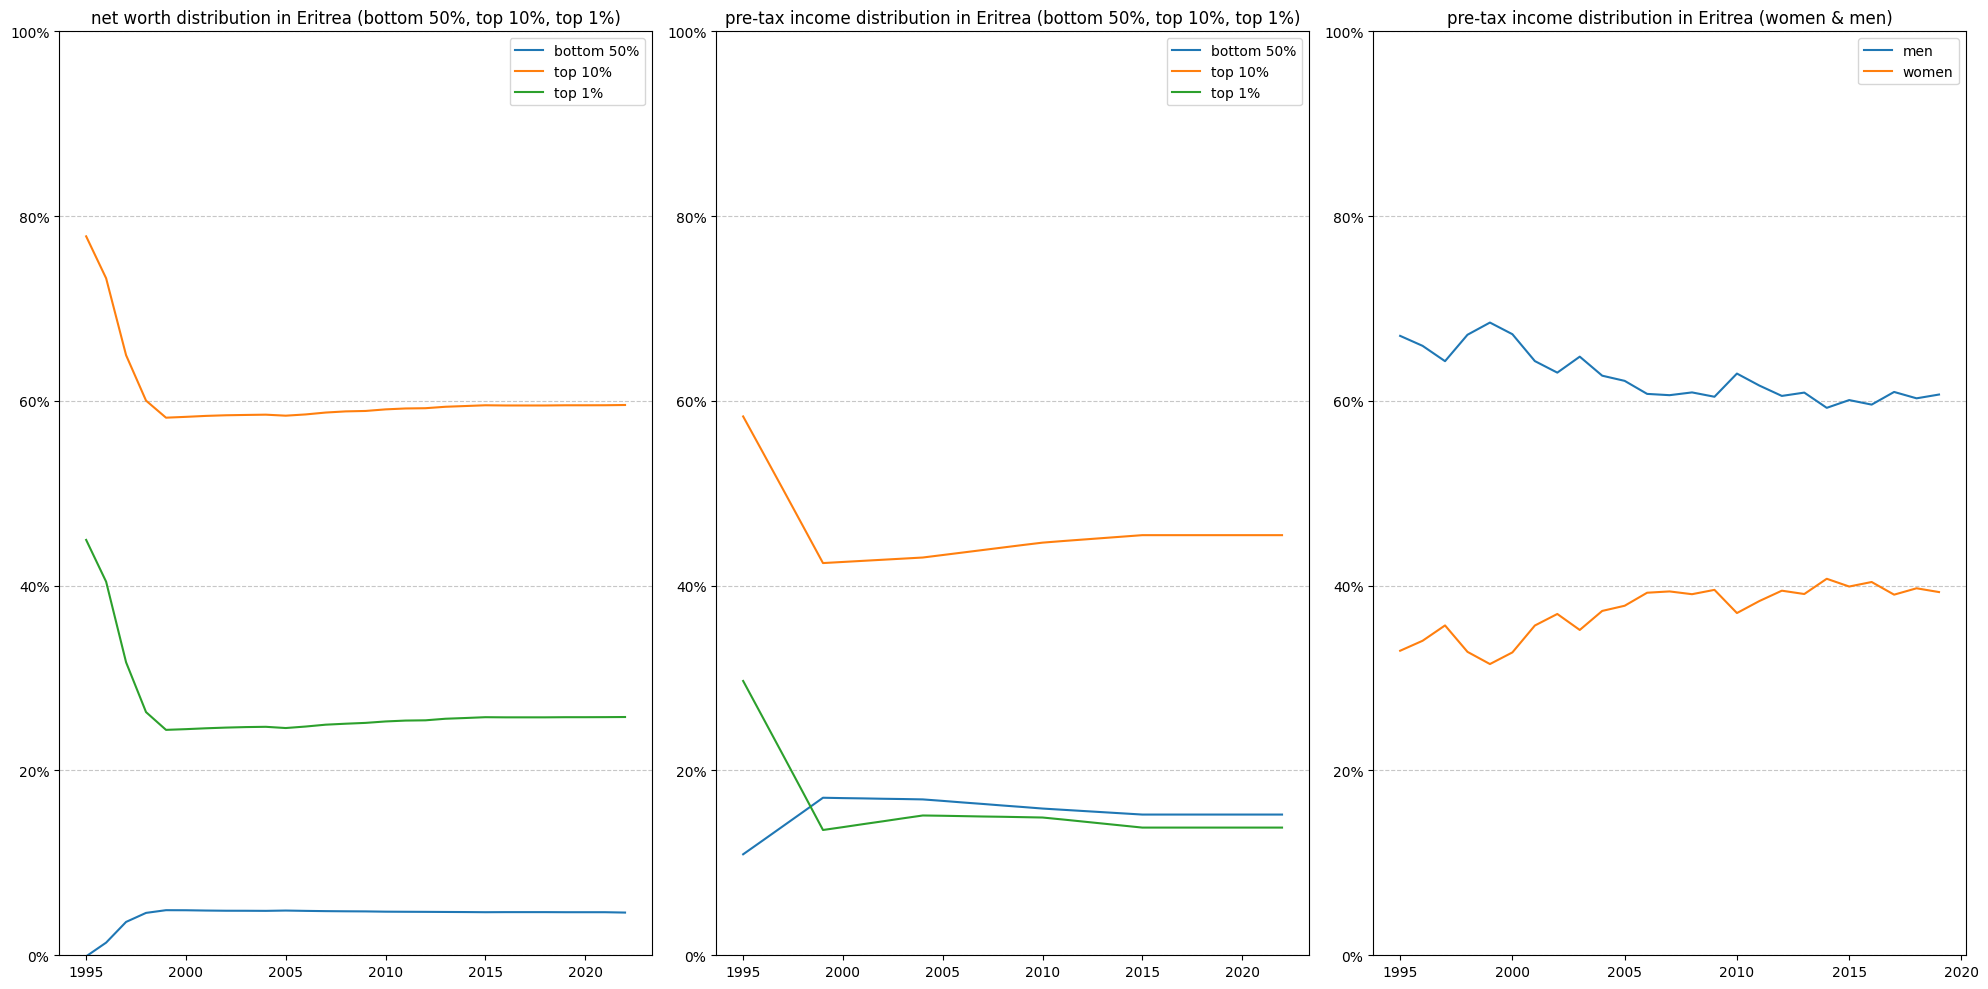 net worth distribution in Eritrea (bottom 50%, top 10%, top 1%)
100%
80%
60%
40%
20%
0%
1995 2000 2005 2010 2015 2020
bottom 50%
top 10%
top 1%
pre-tax income distribution in Eritrea (bottom 50%, top 10%, top 1%)
100%
80%
60%
40%
20%
0%
1995 2000 2005 2010 2015 2020
bottom 50%
top 10%
top 1%
pre-tax income distribution in Eritrea (women & men)
100%
80%
60%
40%
20%
0%
1995 2000 2005 2010 2015 2020
men
women